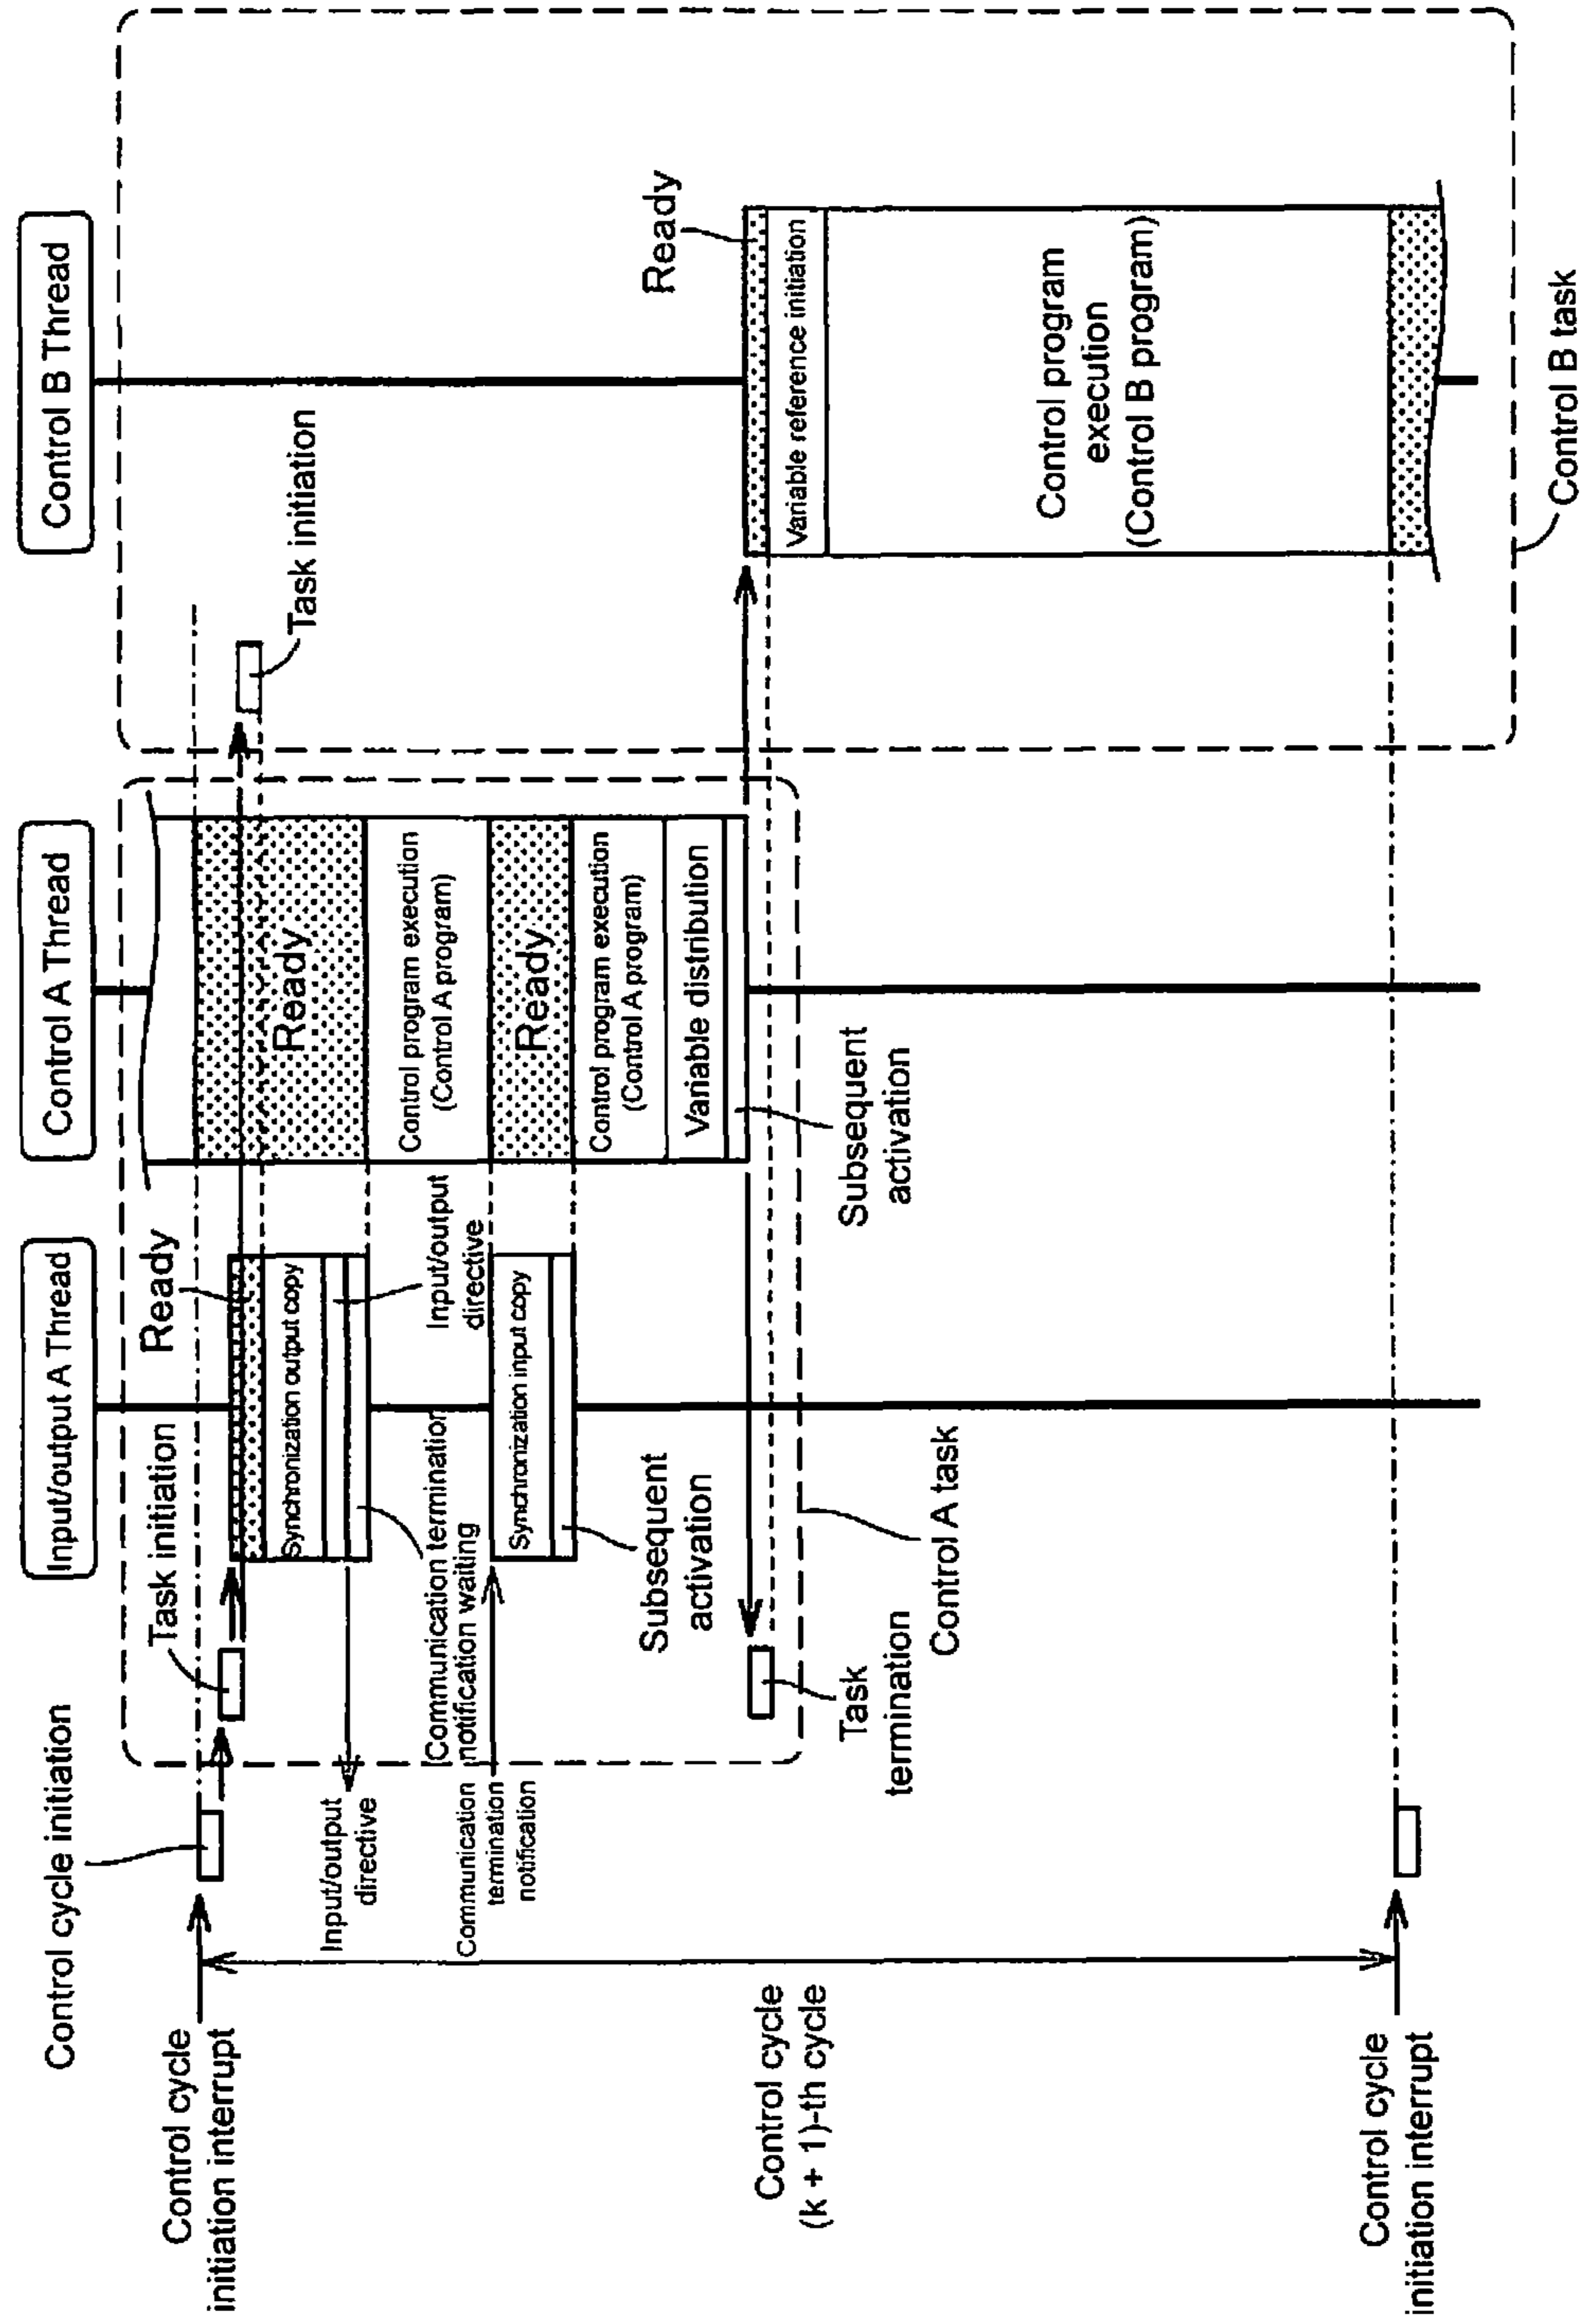 Control cycle
initiation interrupt
Control cycle initiation
Task initiation
Input/output A Thread
Ready
Control A Thread
Task initiation
Control B Thread
Ready
Synchronization output copy
Ready
Control program execution
(Control A program)
Input/output
directive
Input/output
directive
Communication termination
notification waiting
Communication
termination
notification
Synchronization input copy
Ready
Control program execution
(Control A program)
Variable distribution
Subsequent
activation
Subsequent
activation
Ready
Variable reference initiation
Control program
execution
(Control B program)
Task
termination
Control A task
Control cycle
(k + 1)-th cycle
Control cycle
initiation interrupt
Control B task